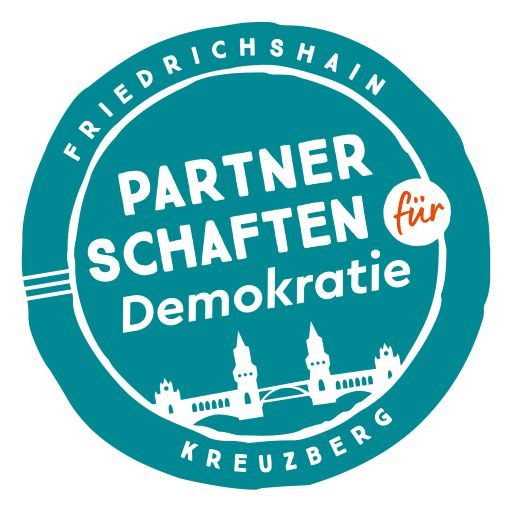 FRIEDRICHSHAIN
PARTNER
SCHAFTEN für
Demokratie
KREUZBERG